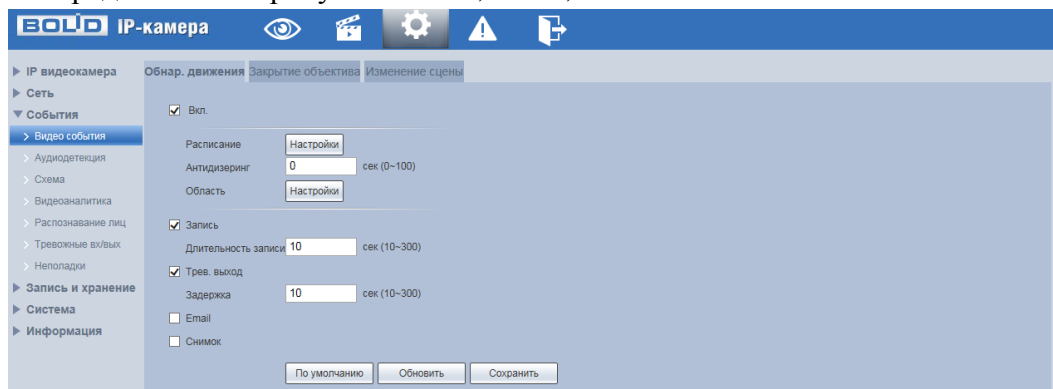 BOLID IP-камера
IP видеокамера
Сеть
События
Видео события
Аудиодетекция
Схема
Видеоаналитика
Распознавание лиц
Тревожные вх/вых
Неполадки
Запись и хранение
Система
Информация
Обнар. движения Закрытие объектива Изменение сцены
Вкл.
Расписание Настройки
Антидизеринг 0 сек (0~100)
Область Настройки
Запись
Длительность записи 10 сек (10~300)
Трев. выход
Задержка 10 сек (10~300)
Email
Снимок
По умолчанию Обновить Сохранить